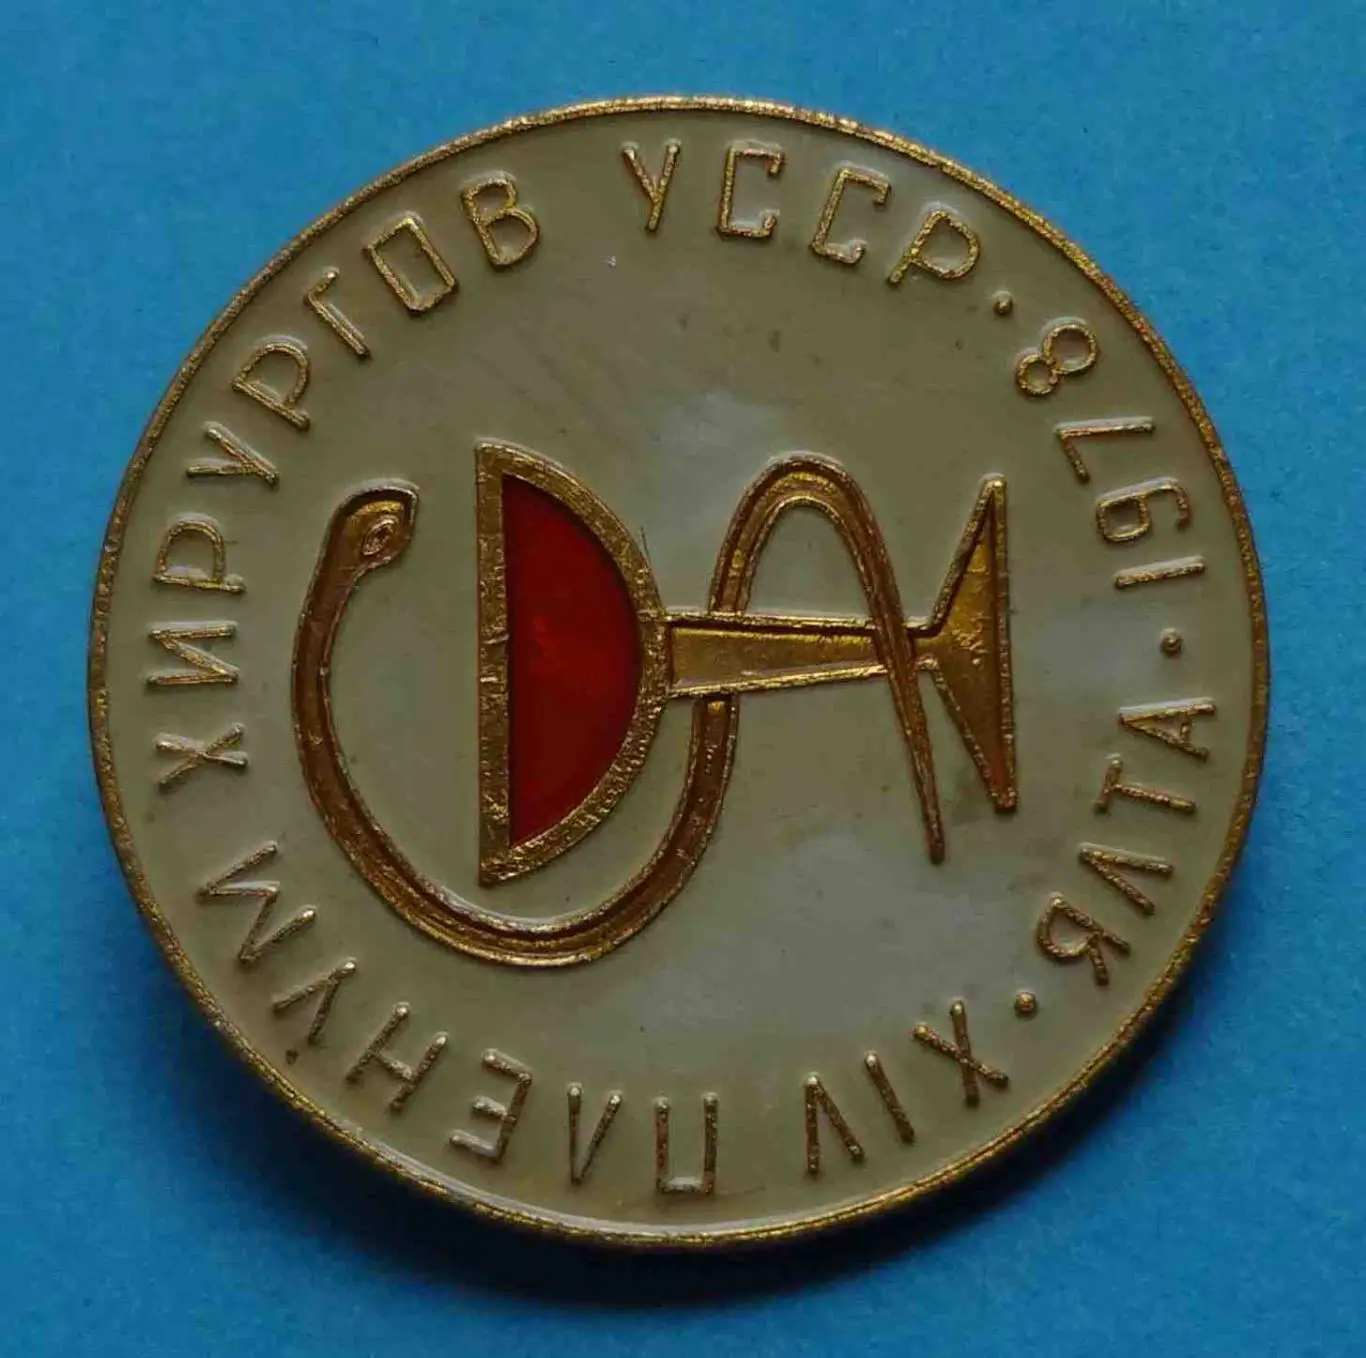 XIV ПЛЕНУМ ХИРУРГОВ УССР · 1978 · ЯЛТА ·